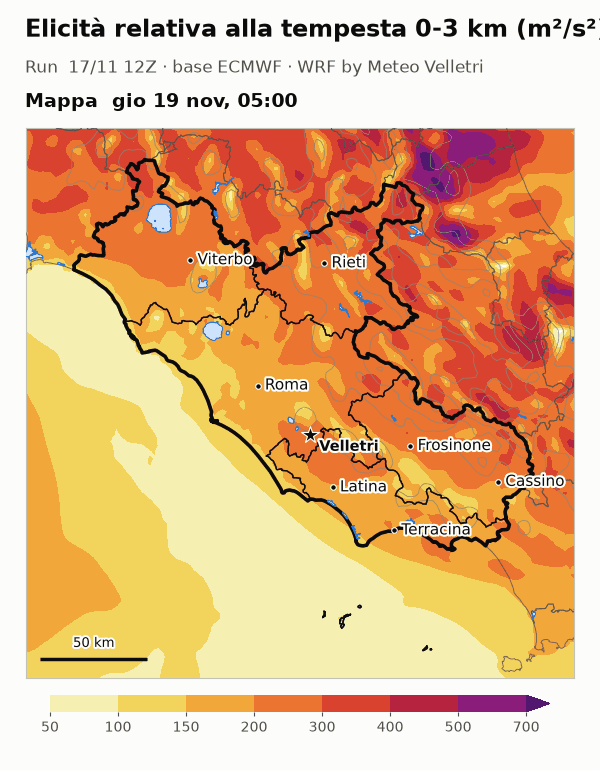 Elicità relativa alla tempesta 0-3 km (m²/s²)
Run  17/11 12Z · base ECMWF · WRF by Meteo Velletri
Mappa  gio 19 nov, 05:00
Viterbo
Rieti
Roma
Velletri
Frosinone
Cassino
Latina
Terracina
50 km
50 100 150 200 300 400 500 700